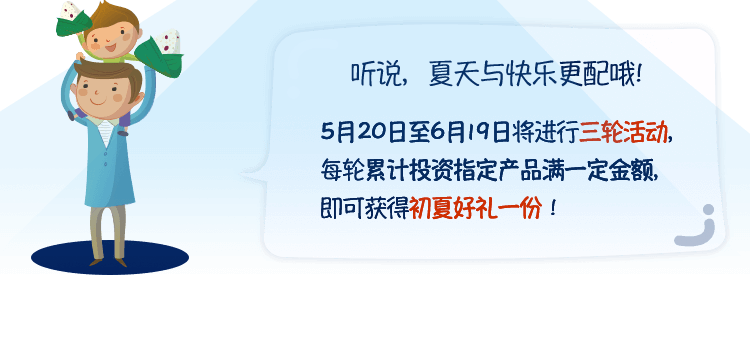 听说, 夏天与快乐更配哦!
5月20日至6月19日将进行三轮活动,
每轮累计投资指定产品满一定金额,
即可获得初夏好礼一份！